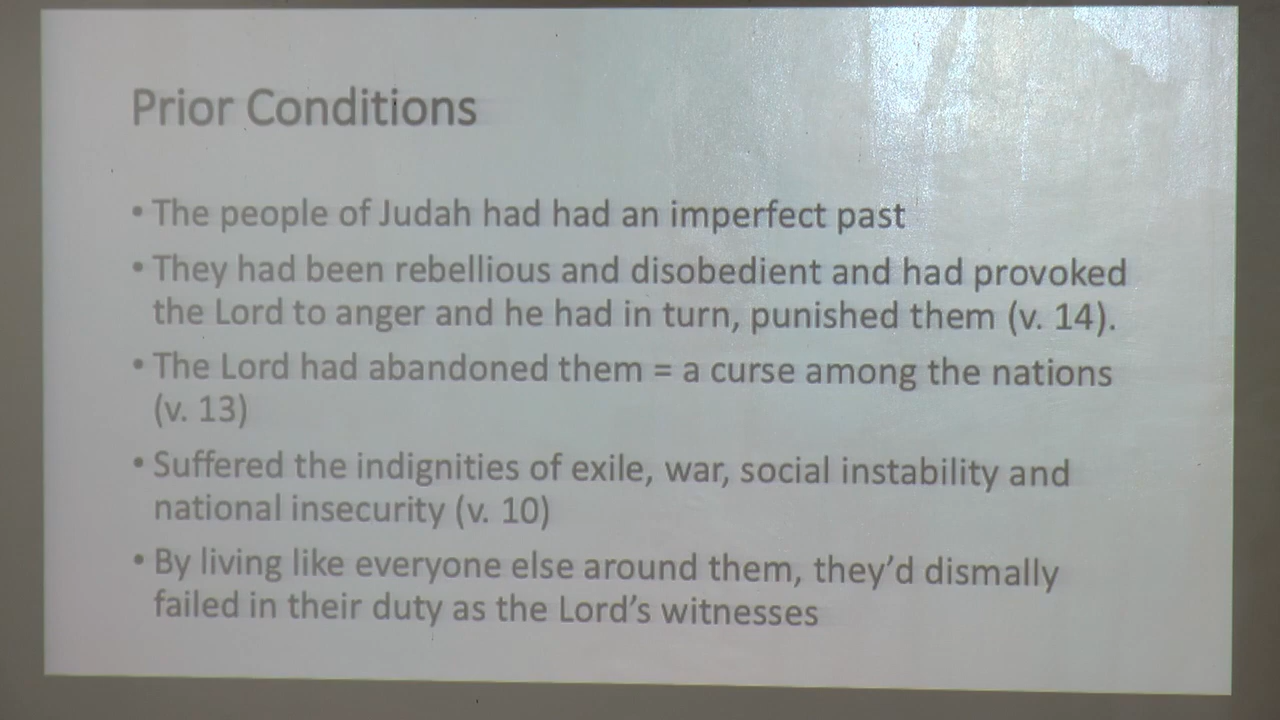 Prior Conditions
• The people of Judah had had an imperfect past
• They had been rebellious and disobedient and had provoked
the Lord to anger and he had in turn, punished them (v. 14).
• The Lord had abandoned them = a curse among the nations
(v. 13)
• Suffered the indignities of exile, war, social instability and
national insecurity (v. 10)
• By living like everyone else around them, they’d dismally
failed in their duty as the Lord’s witnesses